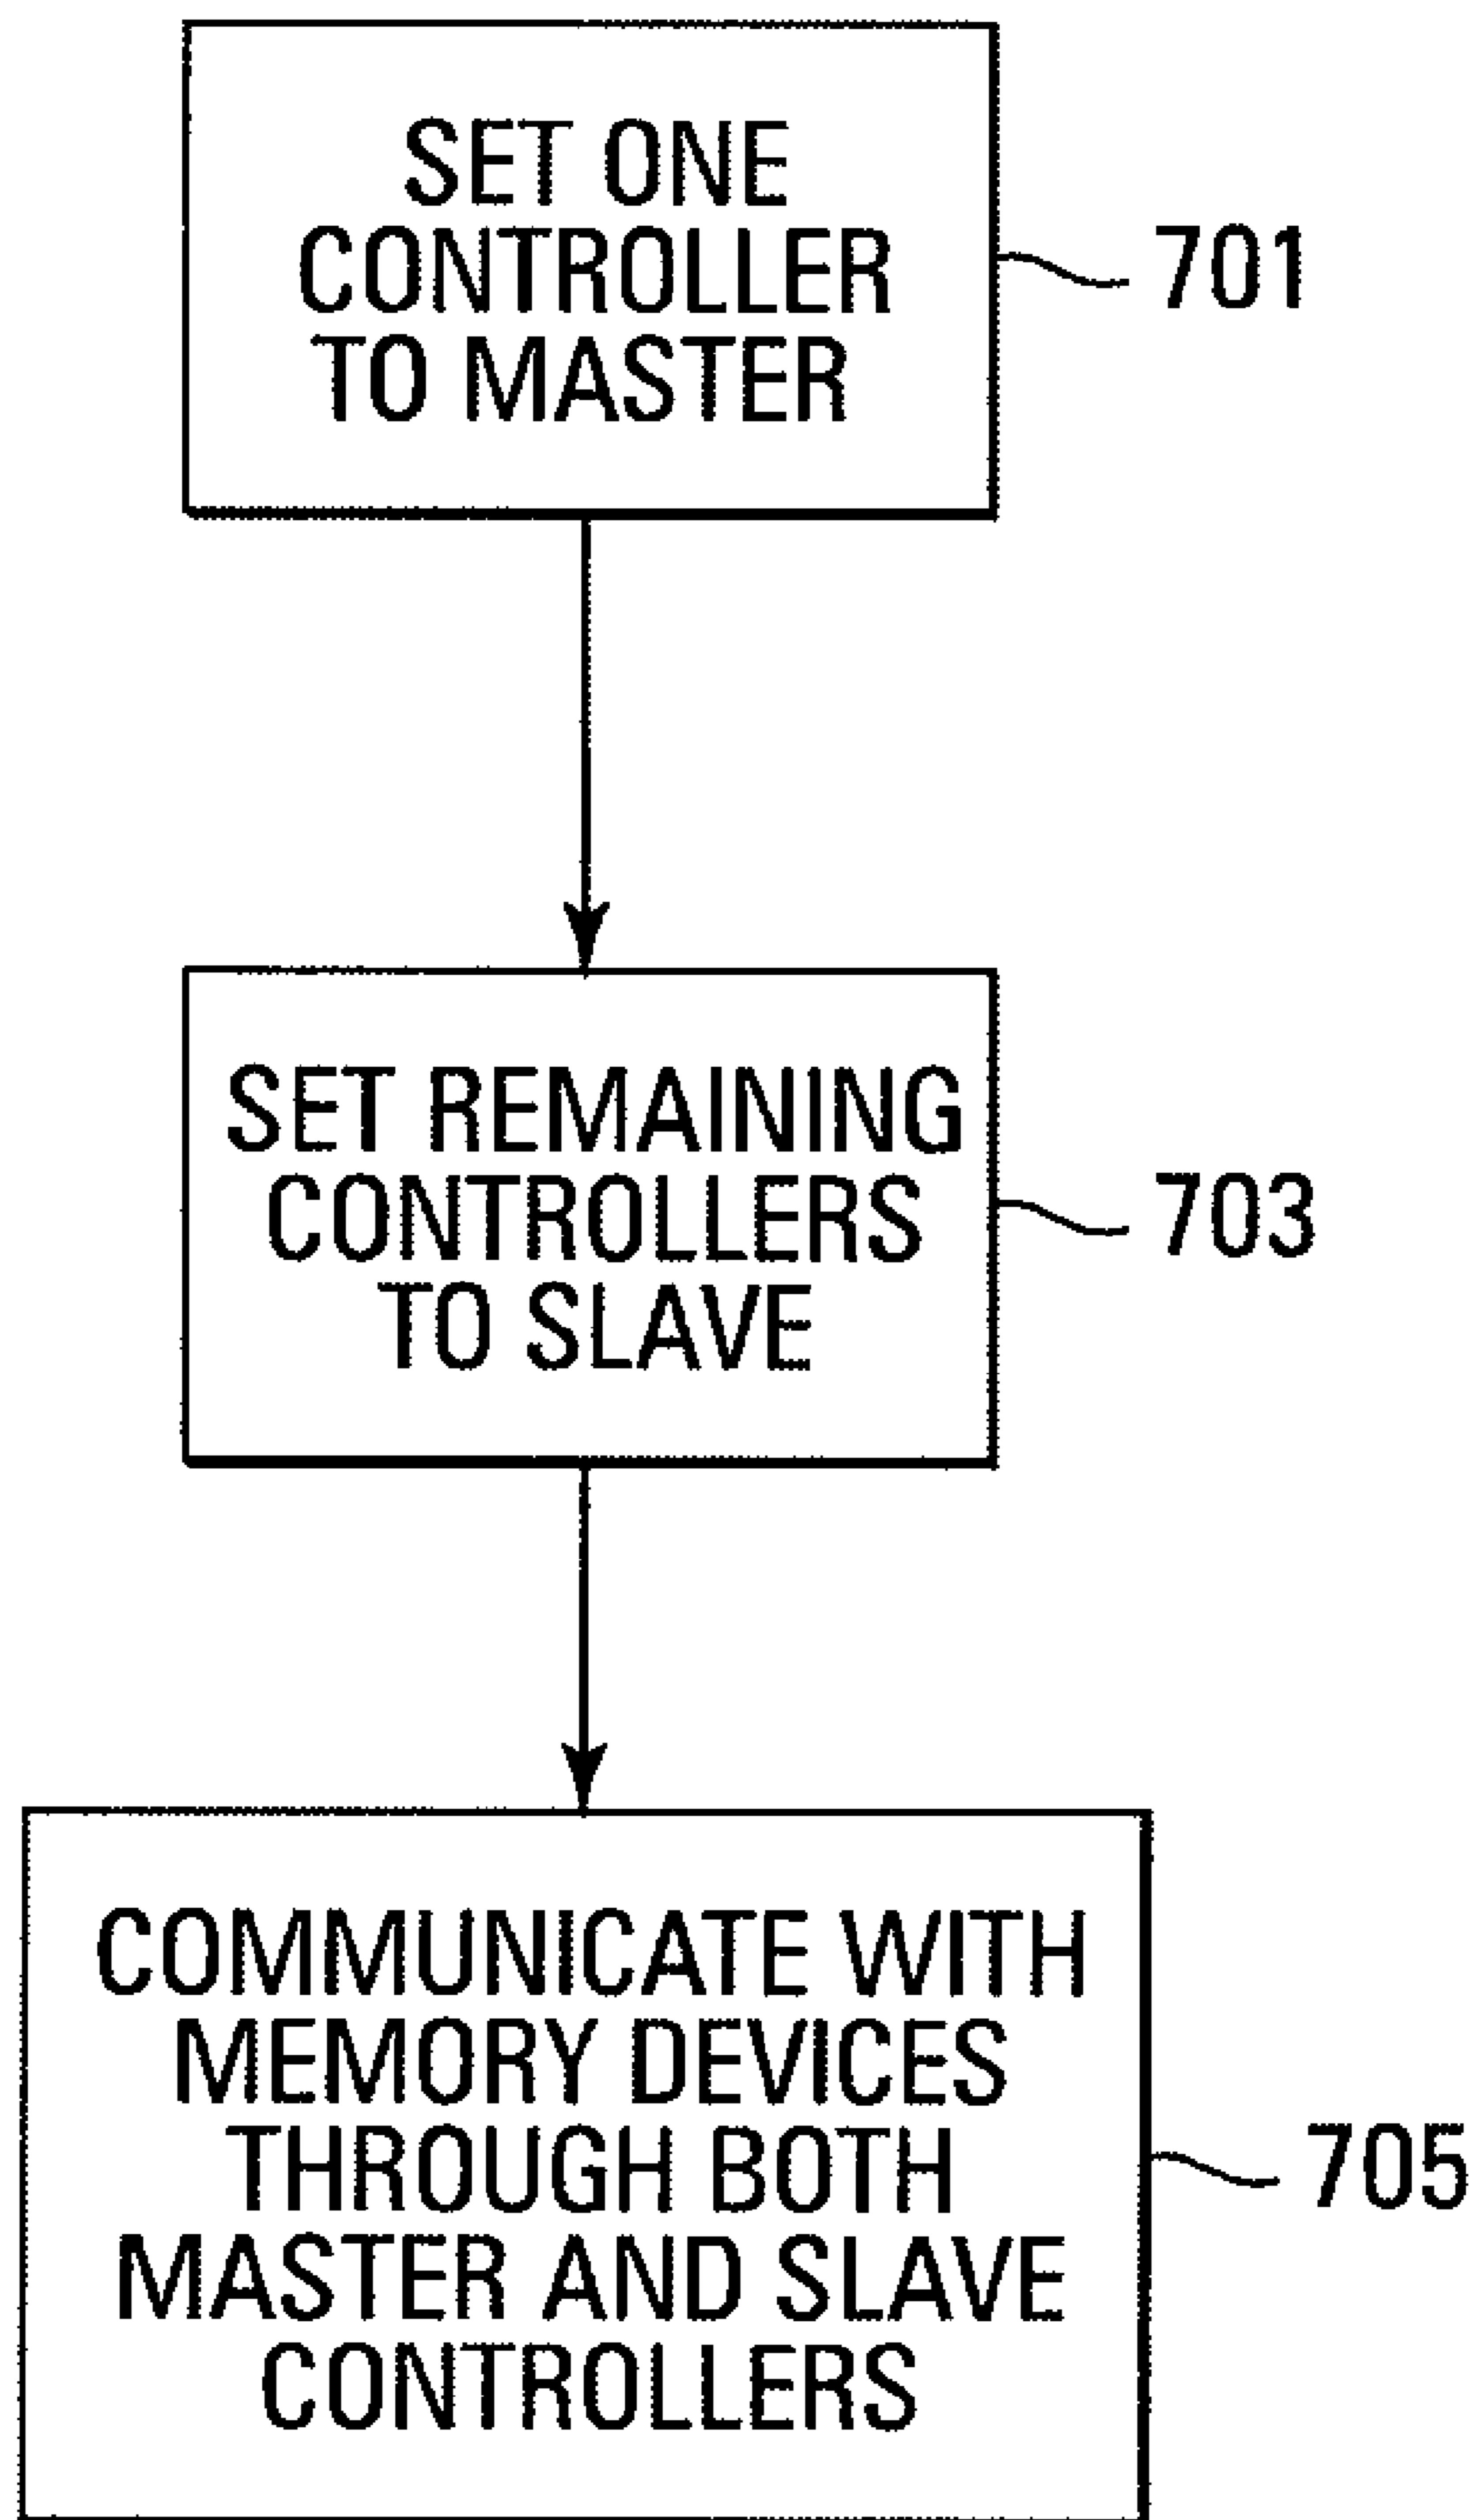 SET ONE
CONTROLLER
TO MASTER
701
SET REMAINING
CONTROLLERS
TO SLAVE
703
COMMUNICATE WITH
MEMORY DEVICES
THROUGH BOTH
MASTER AND SLAVE
CONTROLLERS
705